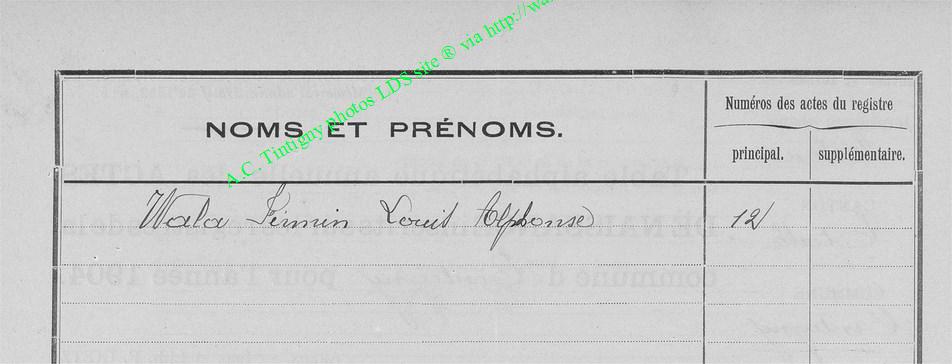 A.C. Tintigny photos LDS site ® via http://wa
NOMS ET PRÉNOMS.
Numéros des actes du registre
principal.
supplémentaire.
Wala Firmin Louis Alphonse
12